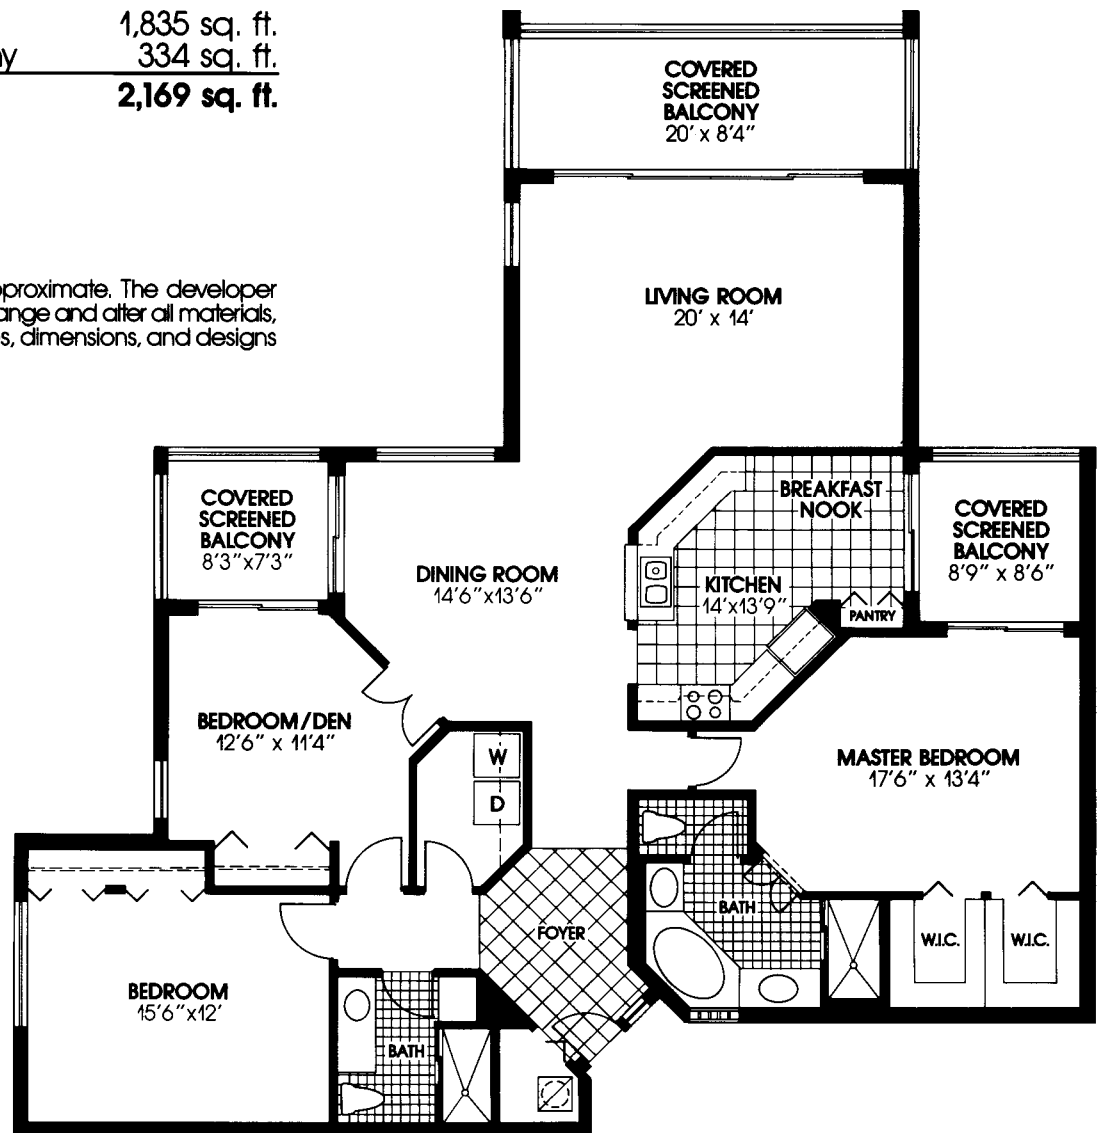 1,835 sq. ft.
334 sq. ft.
2,169 sq. ft.
COVERED
SCREENED
BALCONY
20' x 8'4"
proximate. The developer
ange and alter all materials,
s, dimensions, and designs
LIVING ROOM
20' x 14'
COVERED
SCREENED
BALCONY
8'3"x7'3"
BREAKFAST
NOOK
COVERED
SCREENED
BALCONY
8'9" x 8'6"
DINING ROOM
14'6"x13'6"
KITCHEN
14'x13'9"
PANTRY
BEDROOM/DEN
12'6" x 11'4"
W
D
MASTER BEDROOM
17'6" x 13'4"
BATH
FOYER
W.I.C.
W.I.C.
BEDROOM
15'6"x12'
BATH